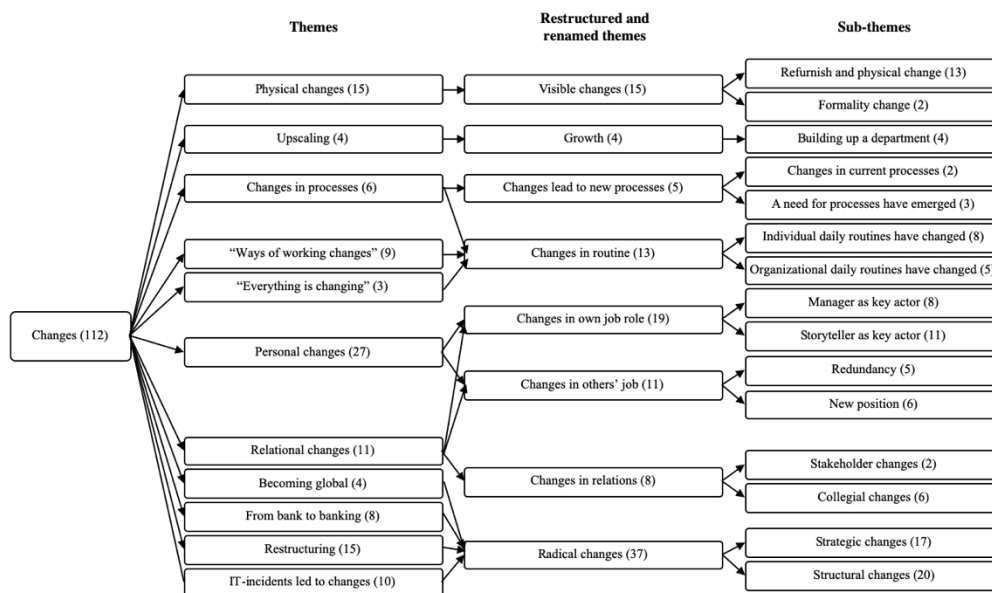 Themes
Restructured and
renamed themes
Sub-themes
Changes (112)
Physical changes (15)
Upscaling (4)
Changes in processes (6)
“Ways of working changes” (9)
“Everything is changing” (3)
Personal changes (27)
Relational changes (11)
Becoming global (4)
From bank to banking (8)
Restructuring (15)
IT-incidents led to changes (10)
Visible changes (15)
Growth (4)
Changes lead to new processes (5)
Changes in routine (13)
Changes in own job role (19)
Changes in others’ job (11)
Changes in relations (8)
Radical changes (37)
Refurnish and physical change (13)
Formality change (2)
Building up a department (4)
Changes in current processes (2)
A need for processes have emerged (3)
Individual daily routines have changed (8)
Organizational daily routines have changed (5)
Manager as key actor (8)
Storyteller as key actor (11)
Redundancy (5)
New position (6)
Stakeholder changes (2)
Collegial changes (6)
Strategic changes (17)
Structural changes (20)